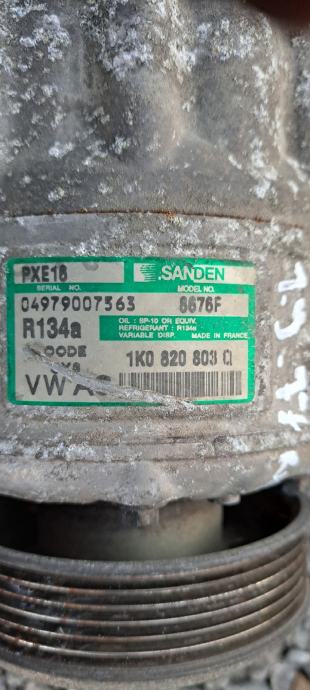 PXE16 SANDEN
SERIAL NO. MODEL NO.
04979007563 8676F
R134a
OIL : SP-10 OR EQUIV.
REFRIGERANT : R134a
VARIABLE DISP. MADE IN FRANCE
CODE
1K0 820 803 Q
VW AG